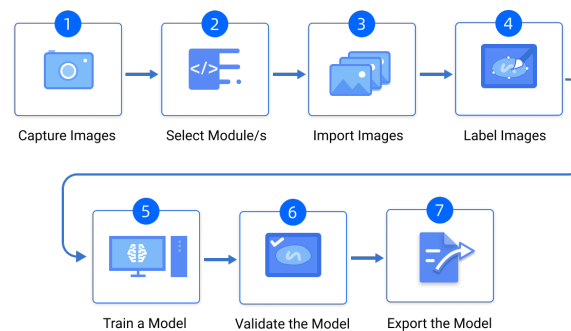 1
2
3
4
</>
Capture Images
Select Module/s
Import Images
Label Images
5
6
7
Train a Model
Validate the Model
Export the Model